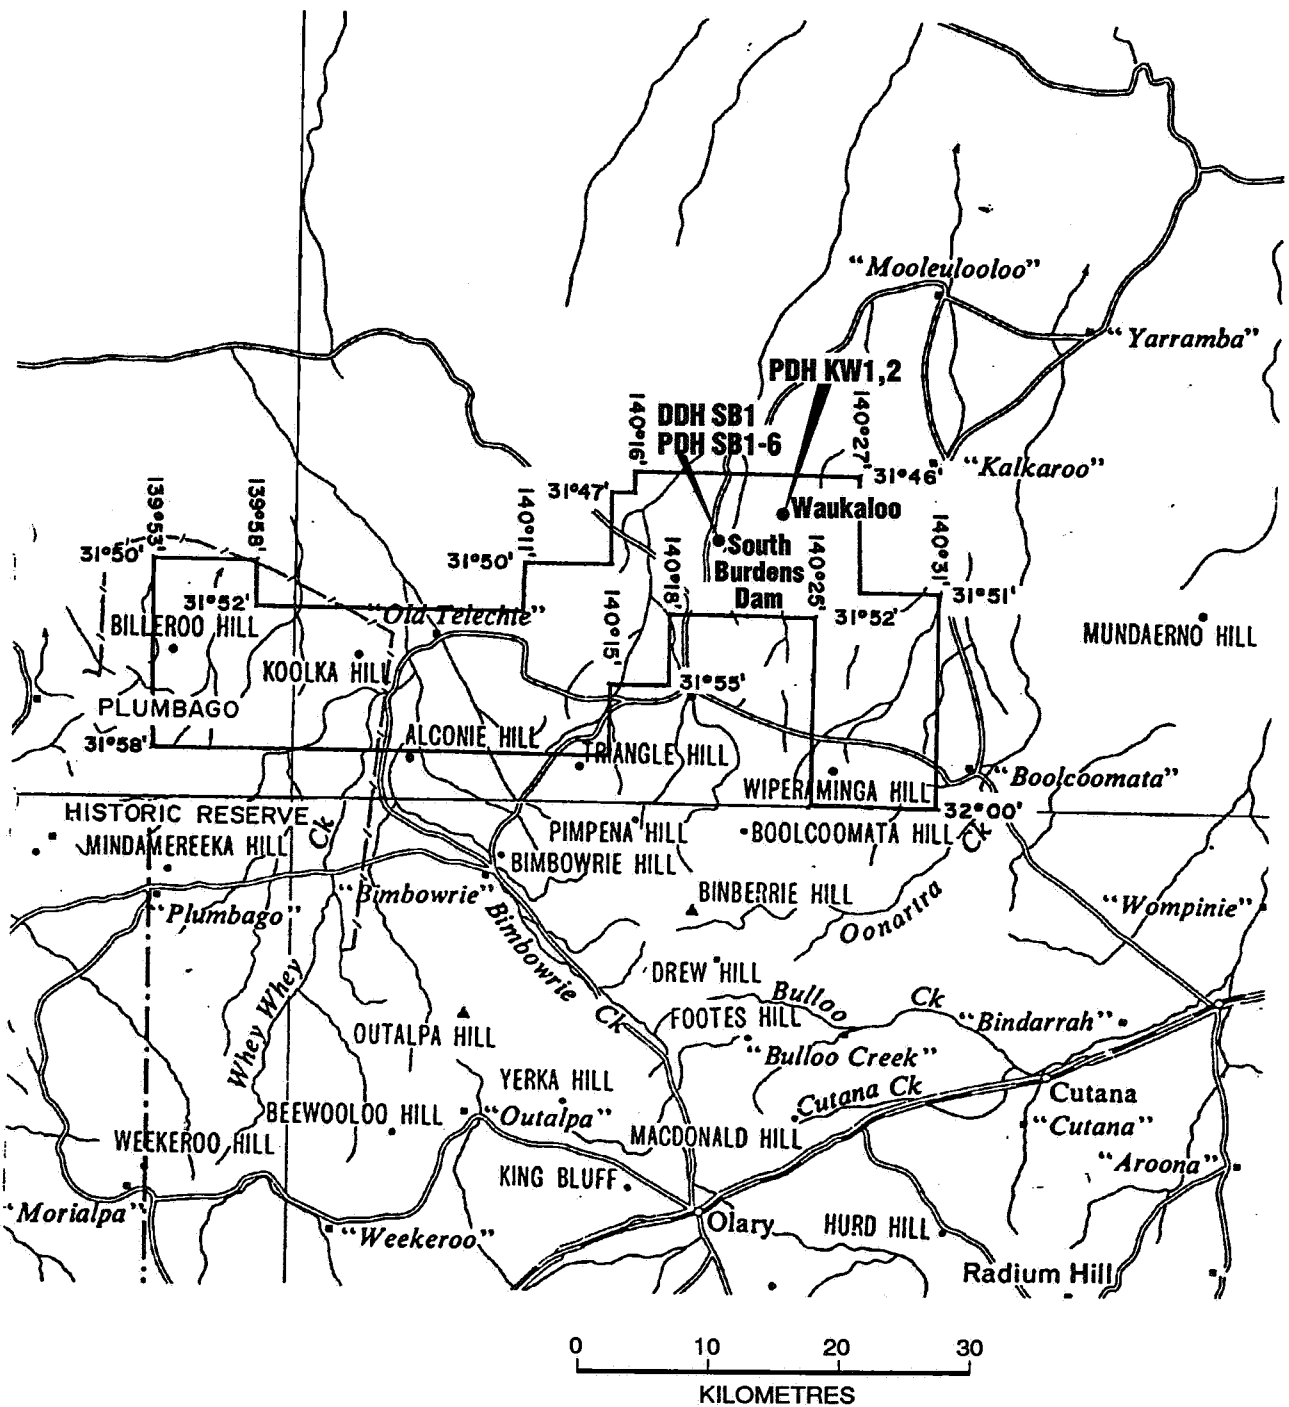 "Mooleulooloo"
"Yarramba"
PDH KW1,2
DDH SB1
PDH SB1-6
140°16'
140°27'
"Kalkaroo"
31°46'
31°47'
139°53'
139°58'
140°11'
Waukaloo
31°50'
31°50'
South
Burdens
Dam
140°18'
140°25'
140°31'
31°52'
31°52'
31°51'
"Old Telechie"
140°15'
BILLEROO HILL
MUNDAERNO HILL
KOOLKA HILL
31°55'
PLUMBAGO
31°58'
ALCONIE HILL
TRIANGLE HILL
WIPERAMINGA HILL
"Boolcoomata"
HISTORIC RESERVE
32°00'
Ck
MINDAMEREEKA HILL
PIMPENA HILL
BOOLCOOMATA HILL
Ck
BIMBOWRIE HILL
"Bimbowrie"
BINBERRIE HILL
"Plumbago"
Oonartra
"Wompinie"
Bimbowrie
Ck
DREW HILL
Whey Whey
Bulloo
Ck
FOOTES HILL
"Bindarrah"
OUTALPA HILL
"Bulloo Creek"
YERKA HILL
Cutana Ck
Cutana
BEEWOOLOO HILL
"Outalpa"
MACDONALD HILL
"Cutana"
WEEKEROO HILL
"Aroona"
KING BLUFF
"Morialpa"
Olary
HURD HILL
"Weekeroo"
Radium Hill
0 10 20 30
KILOMETRES